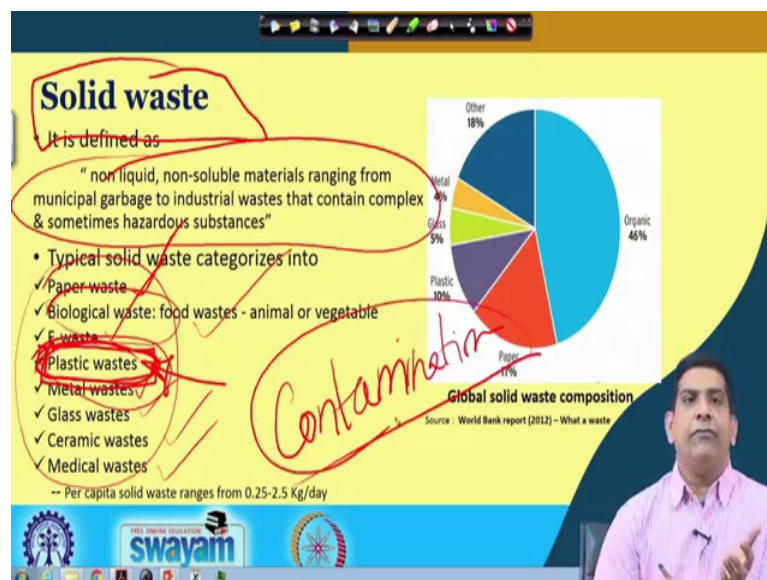 Solid waste
• It is defined as
“ non liquid, non-soluble materials ranging from
municipal garbage to industrial wastes that contain complex
& sometimes hazardous substances”
• Typical solid waste categorizes into
✓ Paper waste
✓ Biological waste: food wastes - animal or vegetable
✓ E waste
✓ Plastic wastes
✓ Metal wastes
✓ Glass wastes
✓ Ceramic wastes
✓ Medical wastes
-- Per capita solid waste ranges from 0.25-2.5 Kg/day
Other
18%
Metal
4%
Glass
5%
Plastic
10%
Paper
17%
Organic
46%
Contamination
Global solid waste composition
Source : World Bank report (2012) – What a waste
FREE ONLINE EDUCATION
swayam